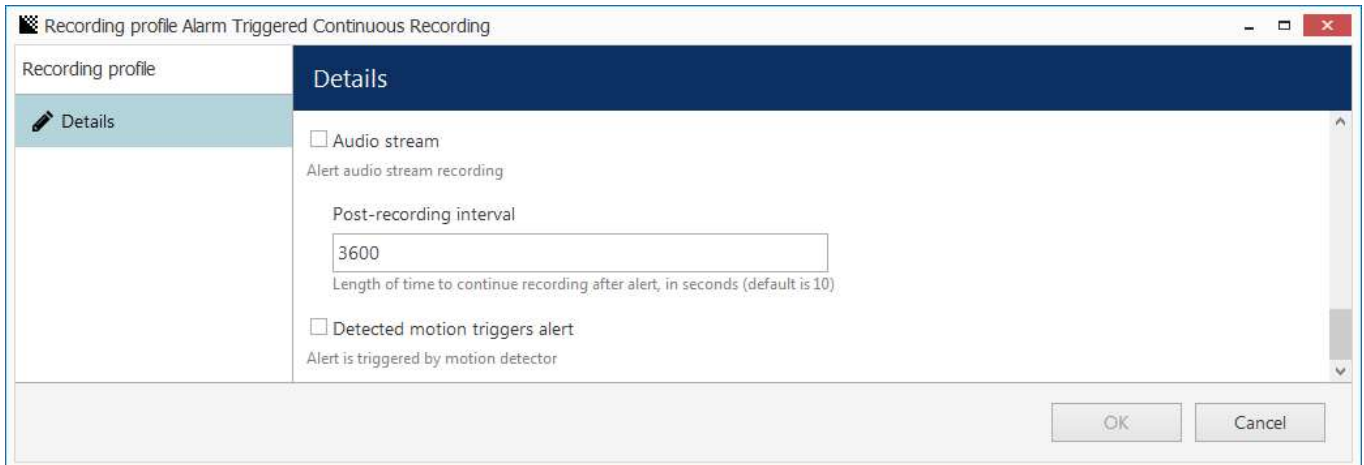 Recording profile Alarm Triggered Continuous Recording
Recording profile
Details
Details
Audio stream
Alert audio stream recording
Post-recording interval
3600
Length of time to continue recording after alert, in seconds (default is 10)
Detected motion triggers alert
Alert is triggered by motion detector
OK
Cancel